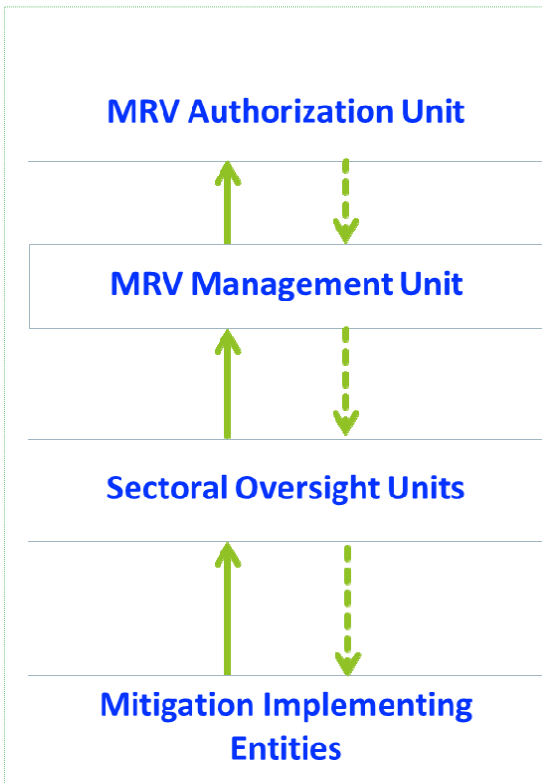 MRV Authorization Unit
MRV Management Unit
Sectoral Oversight Units
Mitigation Implementing
Entities